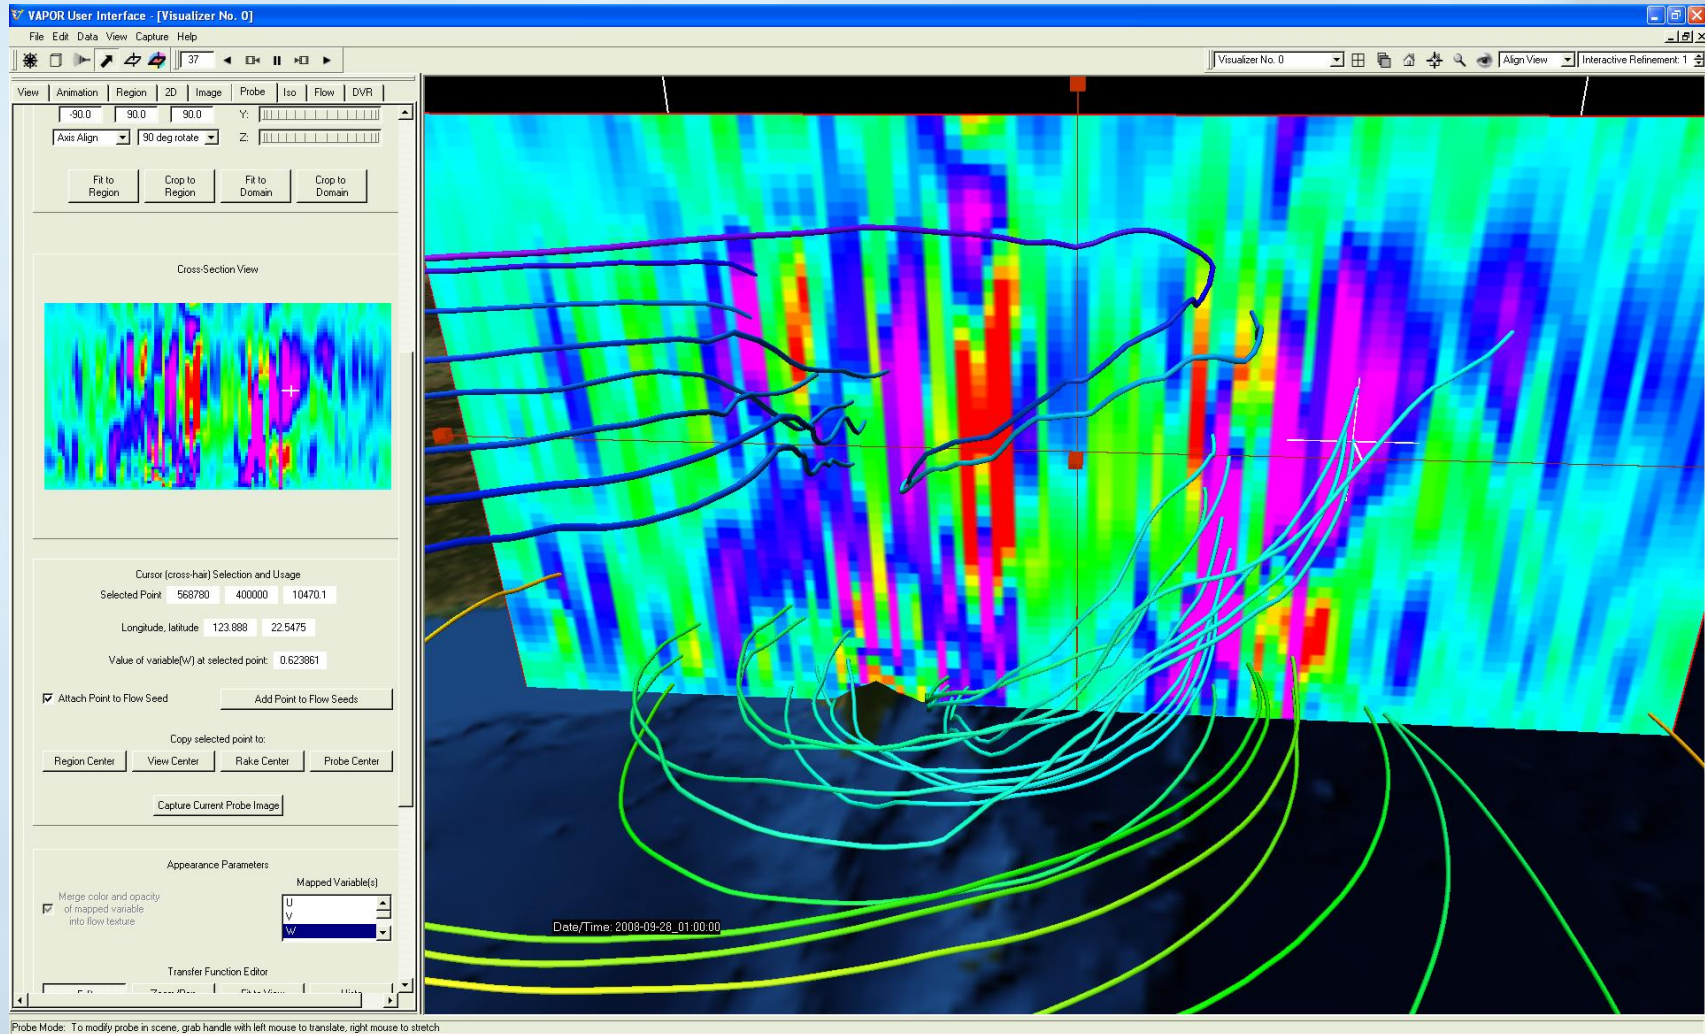 VAPOR User Interface - [Visualizer No. 0]
File Edit Data View Capture Help
37 Visualizer No. 0 Align View Interactive Refinement: 1
View Animation Region 2D Image Probe Iso Flow DVR
-90.0 90.0 90.0 Y:
Axis Align 90 deg rotate Z:
Fit to Region Crop to Region Fit to Domain Crop to Domain
Cross-Section View
Cursor (cross-hair) Selection and Usage
Selected Point 568780 400000 10470.1
Longitude, latitude 123.888 22.5475
Value of variable(W) at selected point: 0.623861
Attach Point to Flow Seed Add Point to Flow Seeds
Copy selected point to:
Region Center View Center Rake Center Probe Center
Capture Current Probe Image
Appearance Parameters
Mapped Variable(s)
Merge color and opacity
of mapped variable
into flow texture
U
V
W
Date/Time: 2008-09-28_01:00:00
Transfer Function Editor
Probe Mode: To modify probe in scene, grab handle with left mouse to translate, right mouse to stretch